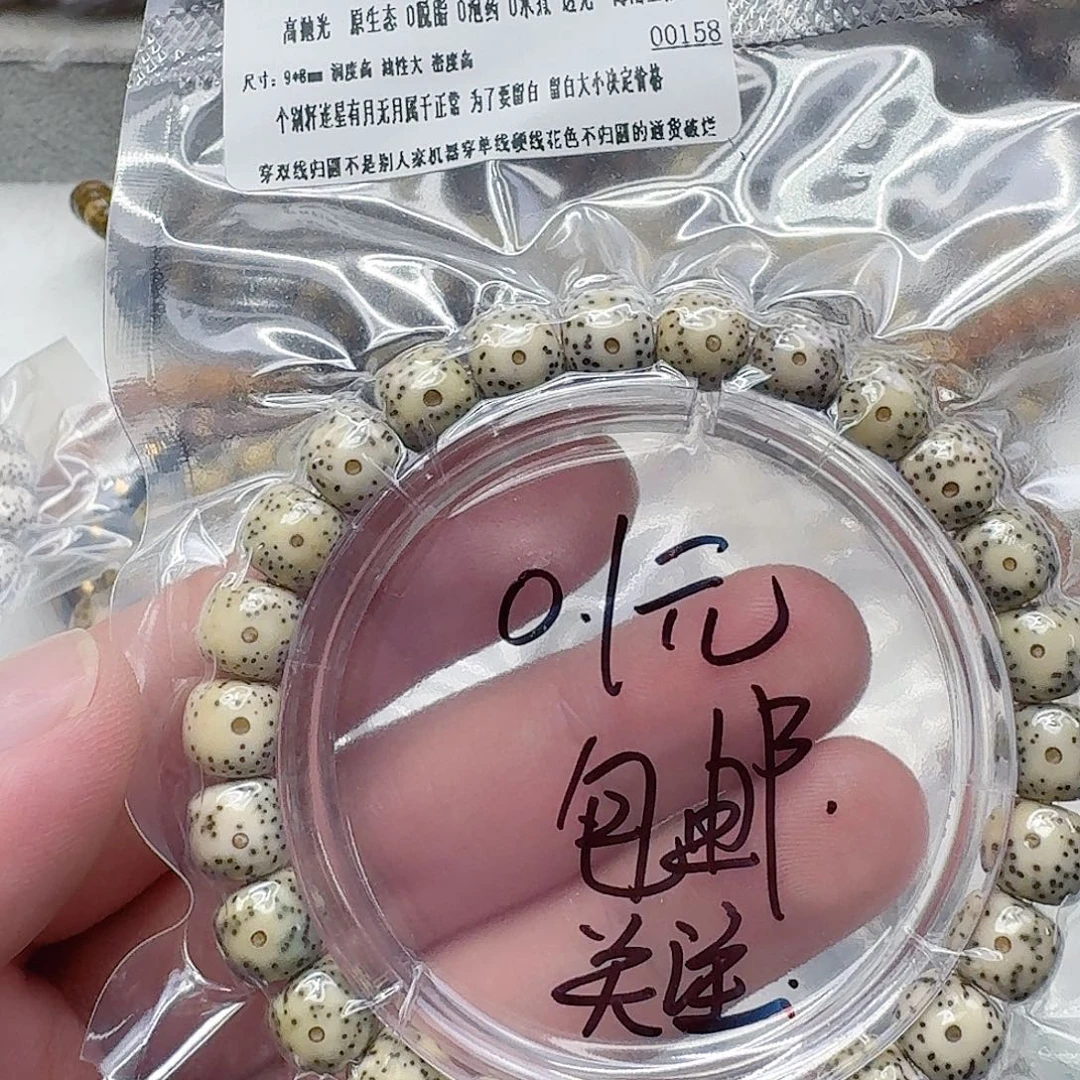 高抛光 原生态 0脱脂 0泡药 0水煮 透光
00158
尺寸：9*8mm 润度高 油性大 密度高
个别籽连星有月无月属于正常 为了要留白 留白大小决定价格
穿双线归圆不是别人家机器穿单线硬线花色不归圆的通货破烂
0.1元
包邮.
关注.